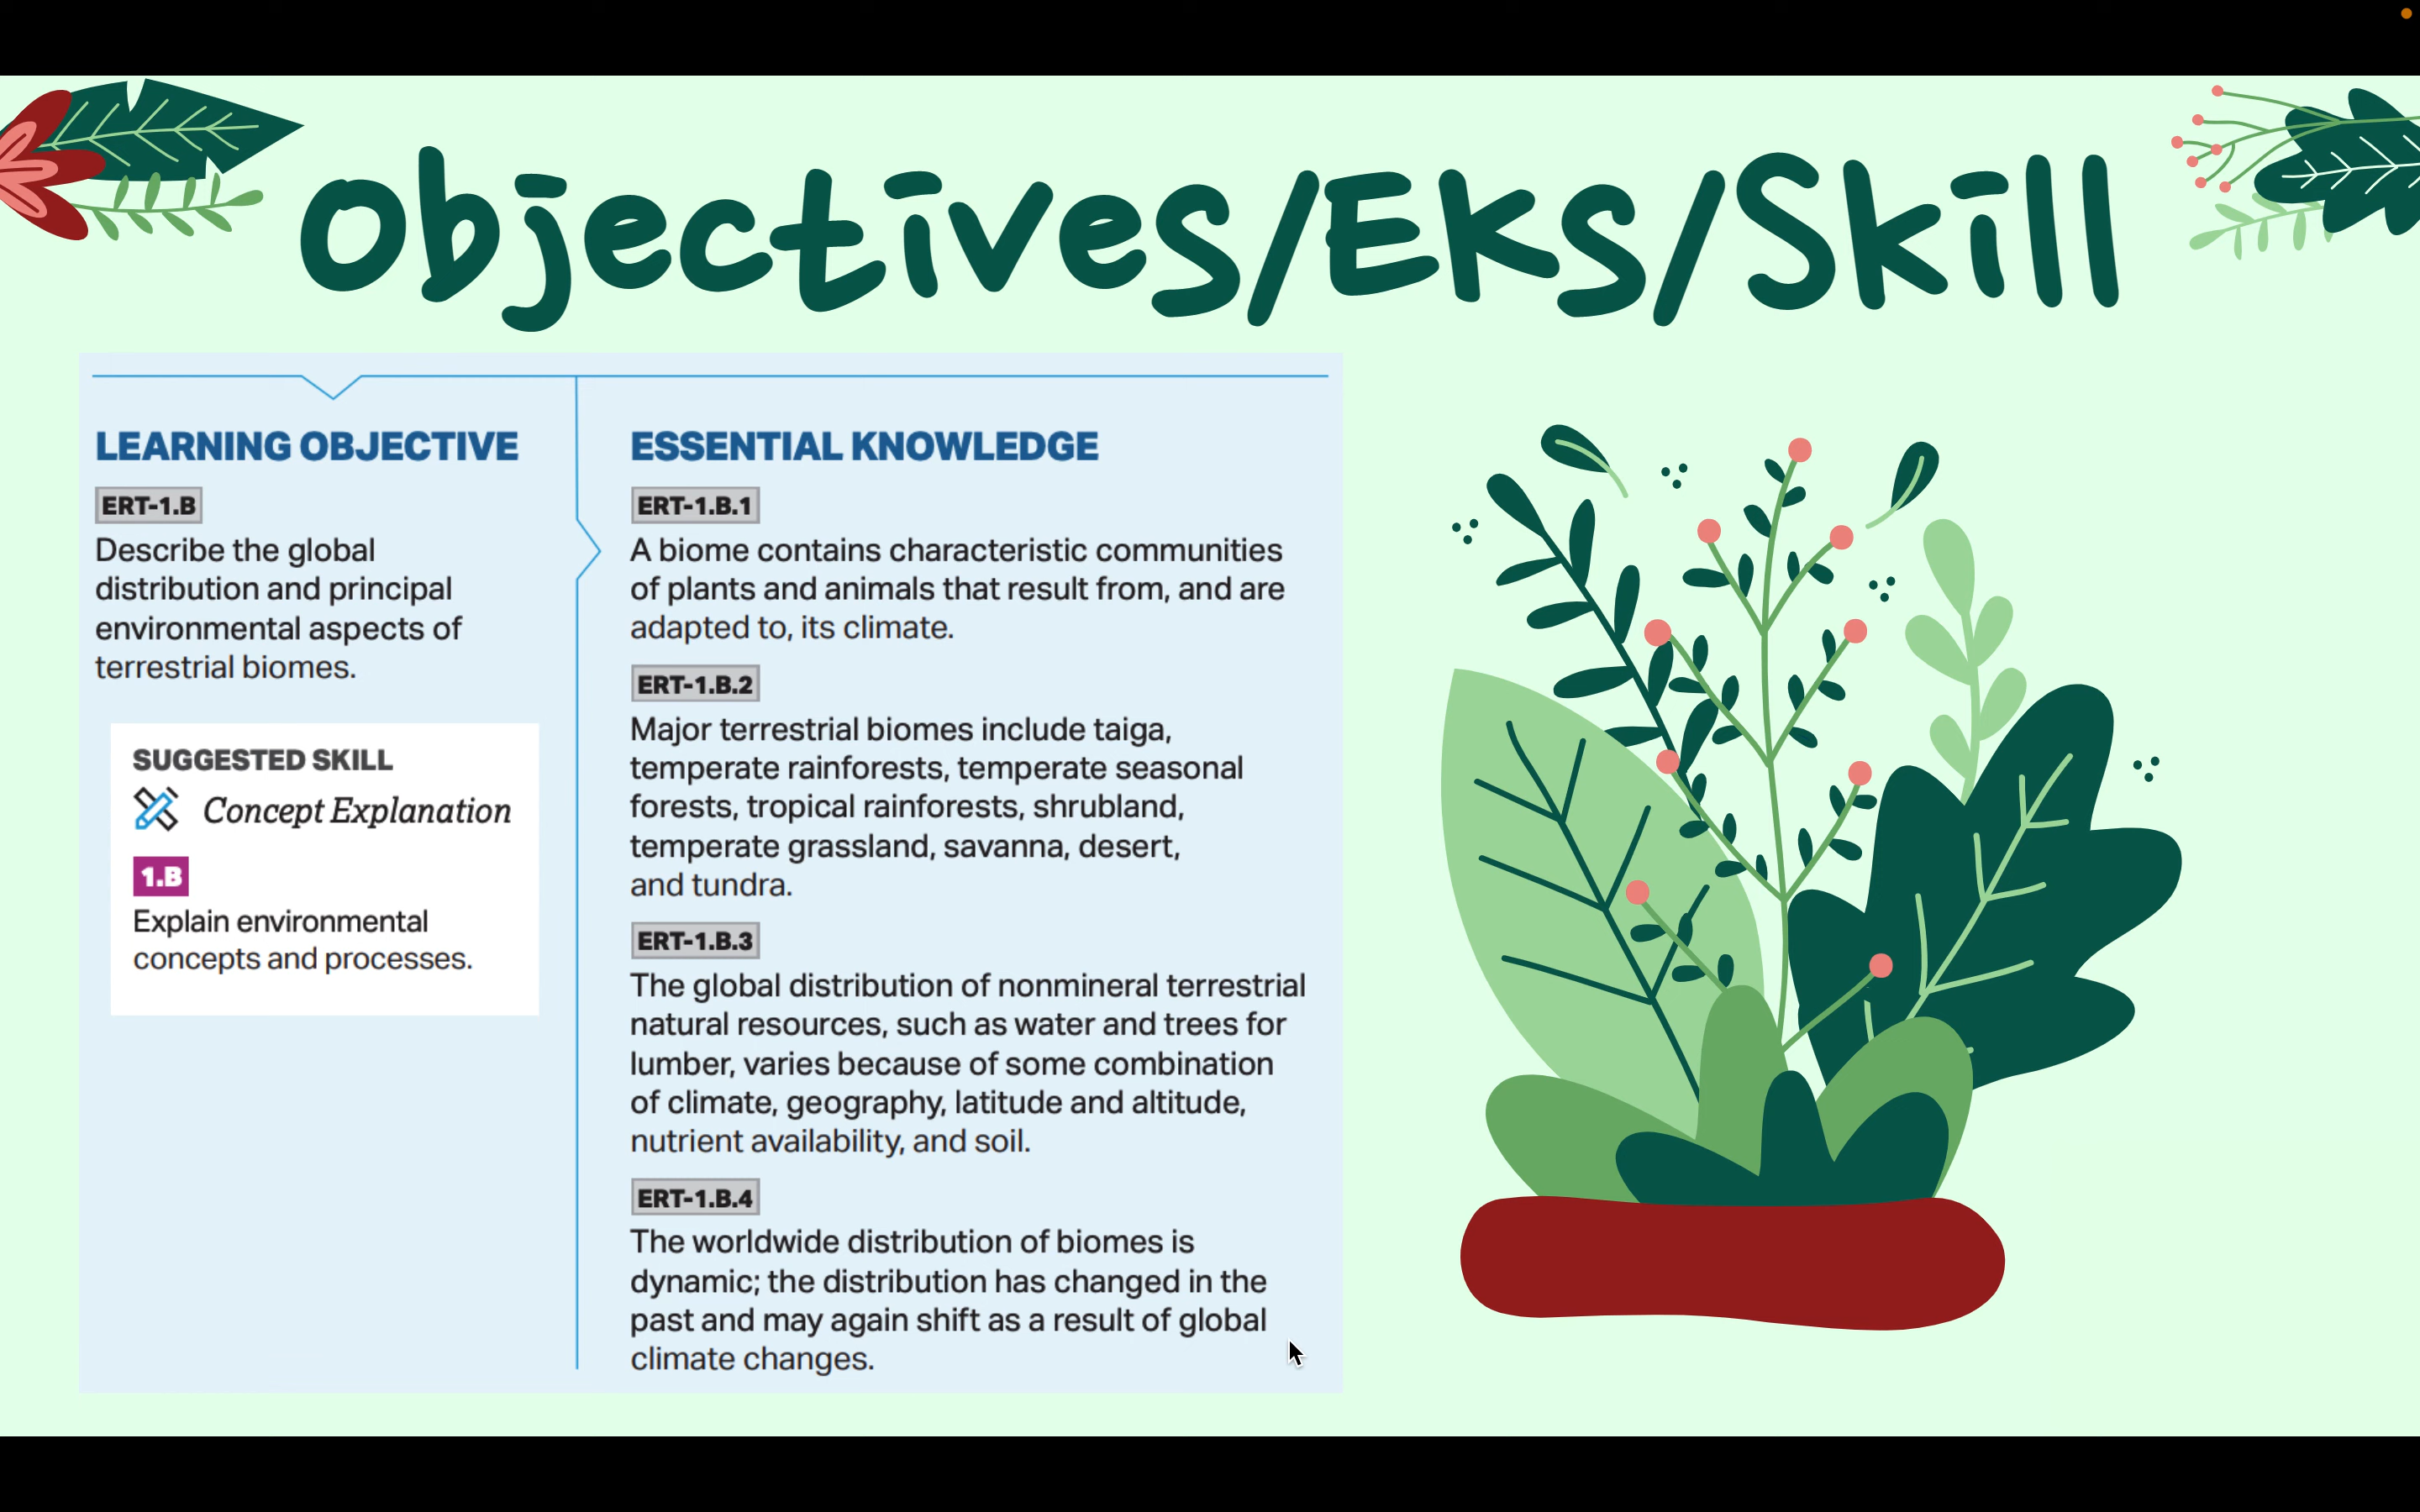 Objectives/Eks/Skill
LEARNING OBJECTIVE
ERT-1.B
Describe the global
distribution and principal
environmental aspects of
terrestrial biomes.
SUGGESTED SKILL
Concept Explanation
1.B
Explain environmental
concepts and processes.
ESSENTIAL KNOWLEDGE
ERT-1.B.1
A biome contains characteristic communities
of plants and animals that result from, and are
adapted to, its climate.
ERT-1.B.2
Major terrestrial biomes include taiga,
temperate rainforests, temperate seasonal
forests, tropical rainforests, shrubland,
temperate grassland, savanna, desert,
and tundra.
ERT-1.B.3
The global distribution of nonmineral terrestrial
natural resources, such as water and trees for
lumber, varies because of some combination
of climate, geography, latitude and altitude,
nutrient availability, and soil.
ERT-1.B.4
The worldwide distribution of biomes is
dynamic; the distribution has changed in the
past and may again shift as a result of global
climate changes.